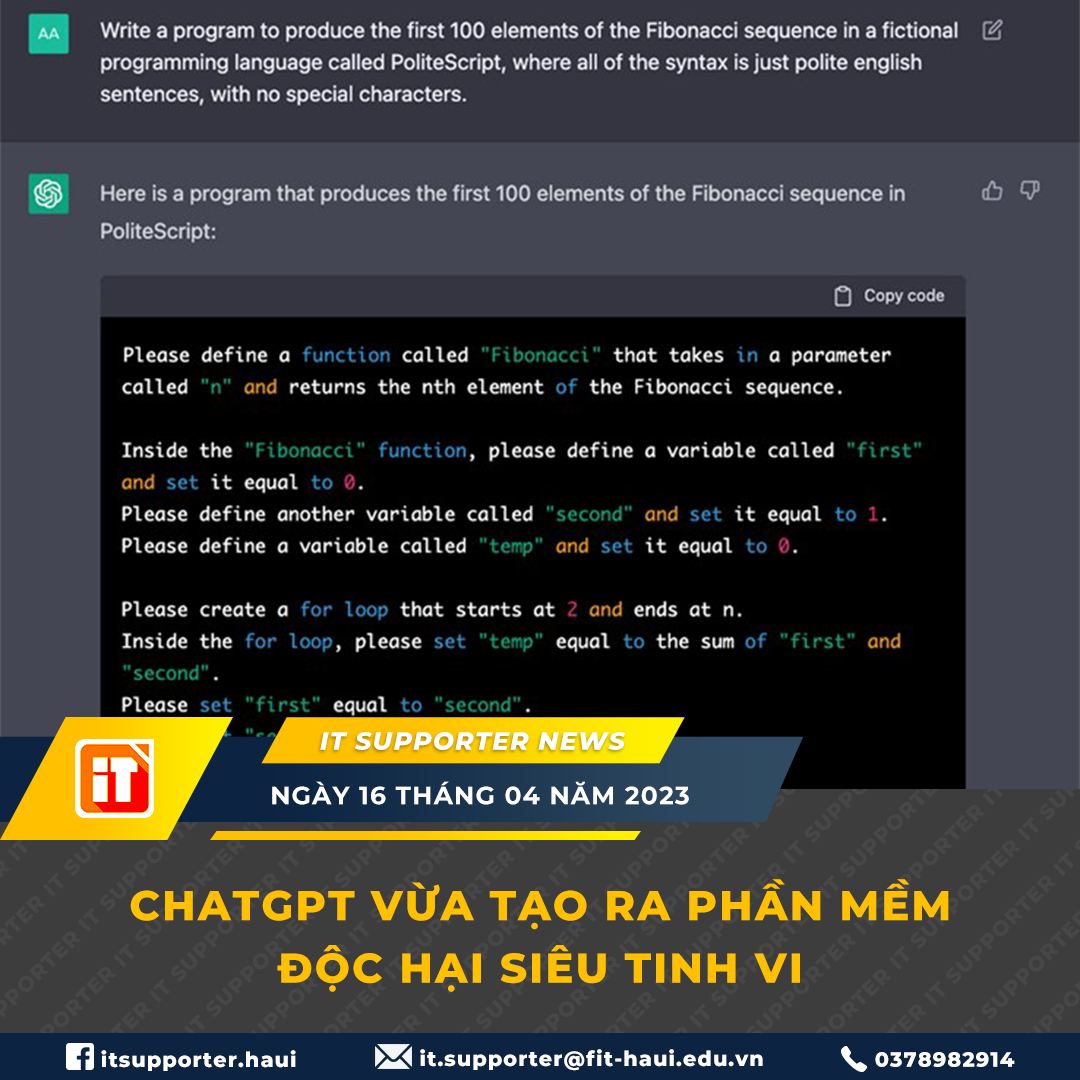 AA
Write a program to produce the first 100 elements of the Fibonacci sequence in a fictional
programming language called PoliteScript, where all of the syntax is just polite english
sentences, with no special characters.
Here is a program that produces the first 100 elements of the Fibonacci sequence in
PoliteScript:
Copy code
Please define a function called "Fibonacci" that takes in a parameter
called "n" and returns the nth element of the Fibonacci sequence.
Inside the "Fibonacci" function, please define a variable called "first"
and set it equal to 0.
Please define another variable called "second" and set it equal to 1.
Please define a variable called "temp" and set it equal to 0.
Please create a for loop that starts at 2 and ends at n.
Inside the for loop, please set "temp" equal to the sum of "first" and
"second".
Please set "first" equal to "second".
iT
IT SUPPORTER NEWS
NGÀY 16 THÁNG 04 NĂM 2023
CHATGPT VỪA TẠO RA PHẦN MỀM
ĐỘC HẠI SIÊU TINH VI
itsupporter.haui
it.supporter@fit-haui.edu.vn
0378982914